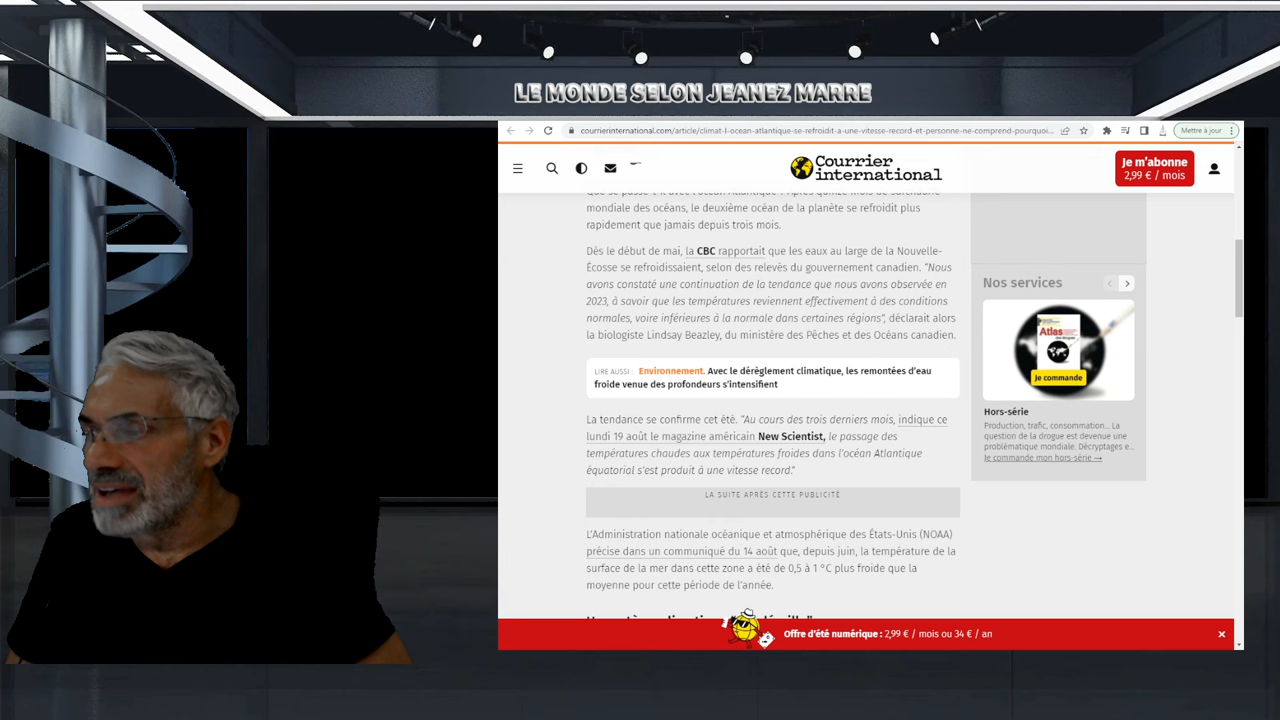 LE MONDE SELON JEANEZ MARRE
courrierinternational.com/article/climat-l-ocean-atlantique-se-refroidit-a-une-vitesse-record-et-personne-ne-comprend-pourquoi...
Mettre à jour
Courrier
international
Je m'abonne
2,99 € / mois
mondiale des océans, le deuxième océan de la planète se refroidit plus
rapidement que jamais depuis trois mois.
Dès le début de mai, la CBC rapportait que les eaux au large de la Nouvelle-
Écosse se refroidissaient, selon des relevés du gouvernement canadien. “Nous
avons constaté une continuation de la tendance que nous avons observée en
2023, à savoir que les températures reviennent effectivement à des conditions
normales, voire inférieures à la normale dans certaines régions”, déclarait alors
la biologiste Lindsay Beazley, du ministère des Pêches et des Océans canadien.
LIRE AUSSI : Environnement. Avec le dérèglement climatique, les remontées d'eau
froide venue des profondeurs s'intensifient
La tendance se confirme cet été. “Au cours des trois derniers mois, indique ce
lundi 19 août le magazine américain New Scientist, le passage des
températures chaudes aux températures froides dans l'océan Atlantique
équatorial s'est produit à une vitesse record.”
LA SUITE APRÈS CETTE PUBLICITÉ
L'Administration nationale océanique et atmosphérique des États-Unis (NOAA)
précise dans un communiqué du 14 août que, depuis juin, la température de la
surface de la mer dans cette zone a été de 0,5 à 1 °C plus froide que la
moyenne pour cette période de l'année.
Nos services
Atlas
Je commande
Hors-série
Production, trafic, consommation... La
question de la drogue est devenue une
problématique mondiale. Décryptages e...
Je commande mon hors-série →
Offre d'été numérique : 2,99 € / mois ou 34 € / an